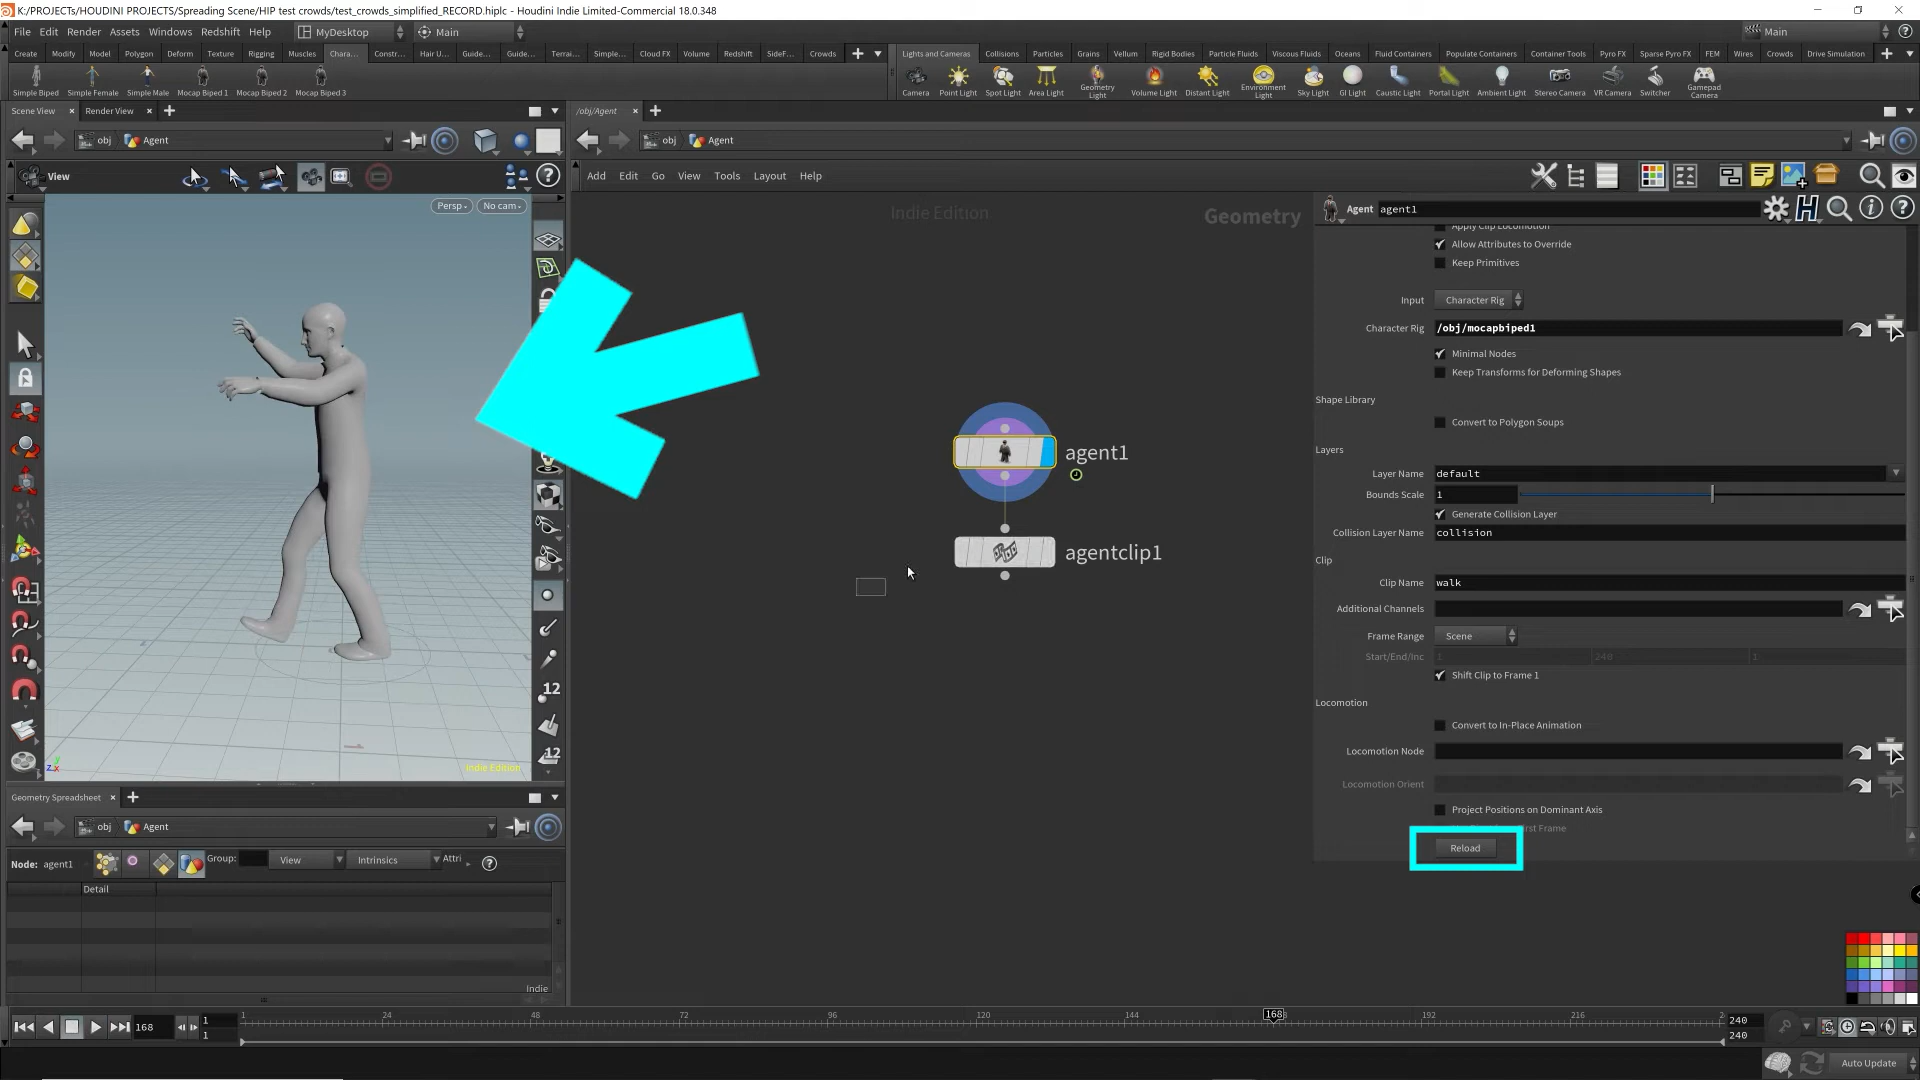 K:/PROJECTs/HOUDINI PROJECTS/Spreading Scene/HIP test crowds/test_crowds_simplified_RECORD.hiplc - Houdini Indie Limited-Commercial 18.0.348
File Edit Render Assets Windows Redshift Help MyDesktop Main Main
Create Modify Model Polygon Deform Texture Rigging Muscles Chara... Constr... Hair U... Guide... Guide... Terrai... Simple... Cloud FX Volume Redshift SideF... Crowds
Lights and Cameras Collisions Particles Grains Vellum Rigid Bodies Particle Fluids Viscous Fluids Oceans Fluid Containers Populate Containers Container Tools Pyro FX Sparse Pyro FX FEM Wires Crowds Drive Simulation
Simple Biped Simple Female Simple Male Mocap Biped 1 Mocap Biped 2 Mocap Biped 3
Camera Point Light Spot Light Area Light Geometry Light Volume Light Distant Light Environment Light Sky Light GI Light Caustic Light Portal Light Ambient Light Stereo Camera VR Camera Switcher Gamepad Camera
Scene View Render View
/obj/Agent
obj Agent
obj Agent
View
Add Edit Go View Tools Layout Help
Persp No cam
Indie Edition
Geometry
Agent agent1
Apply Clip Locomotion
Allow Attributes to Override
Keep Primitives
Input Character Rig
Character Rig /obj/mocapbiped1
Minimal Nodes
Keep Transforms for Deforming Shapes
Shape Library
Convert to Polygon Soups
Layers
Layer Name default
Bounds Scale 1
Generate Collision Layer
Collision Layer Name collision
Clip
Clip Name walk
Additional Channels
Frame Range Scene
Start/End/Inc 1 240 1
Shift Clip to Frame 1
Locomotion
Convert to In-Place Animation
Locomotion Node
Locomotion Orient
Project Positions on Dominant Axis
First Frame
Reload
agent1
agentclip1
12
12
z x
Indie Edition
Geometry Spreadsheet
obj Agent
Node: agent1 Group: View Intrinsics Attri
Detail
Indie
168 1 1 24 48 72 96 120 144 168 192 216 240
1 240
Auto Update